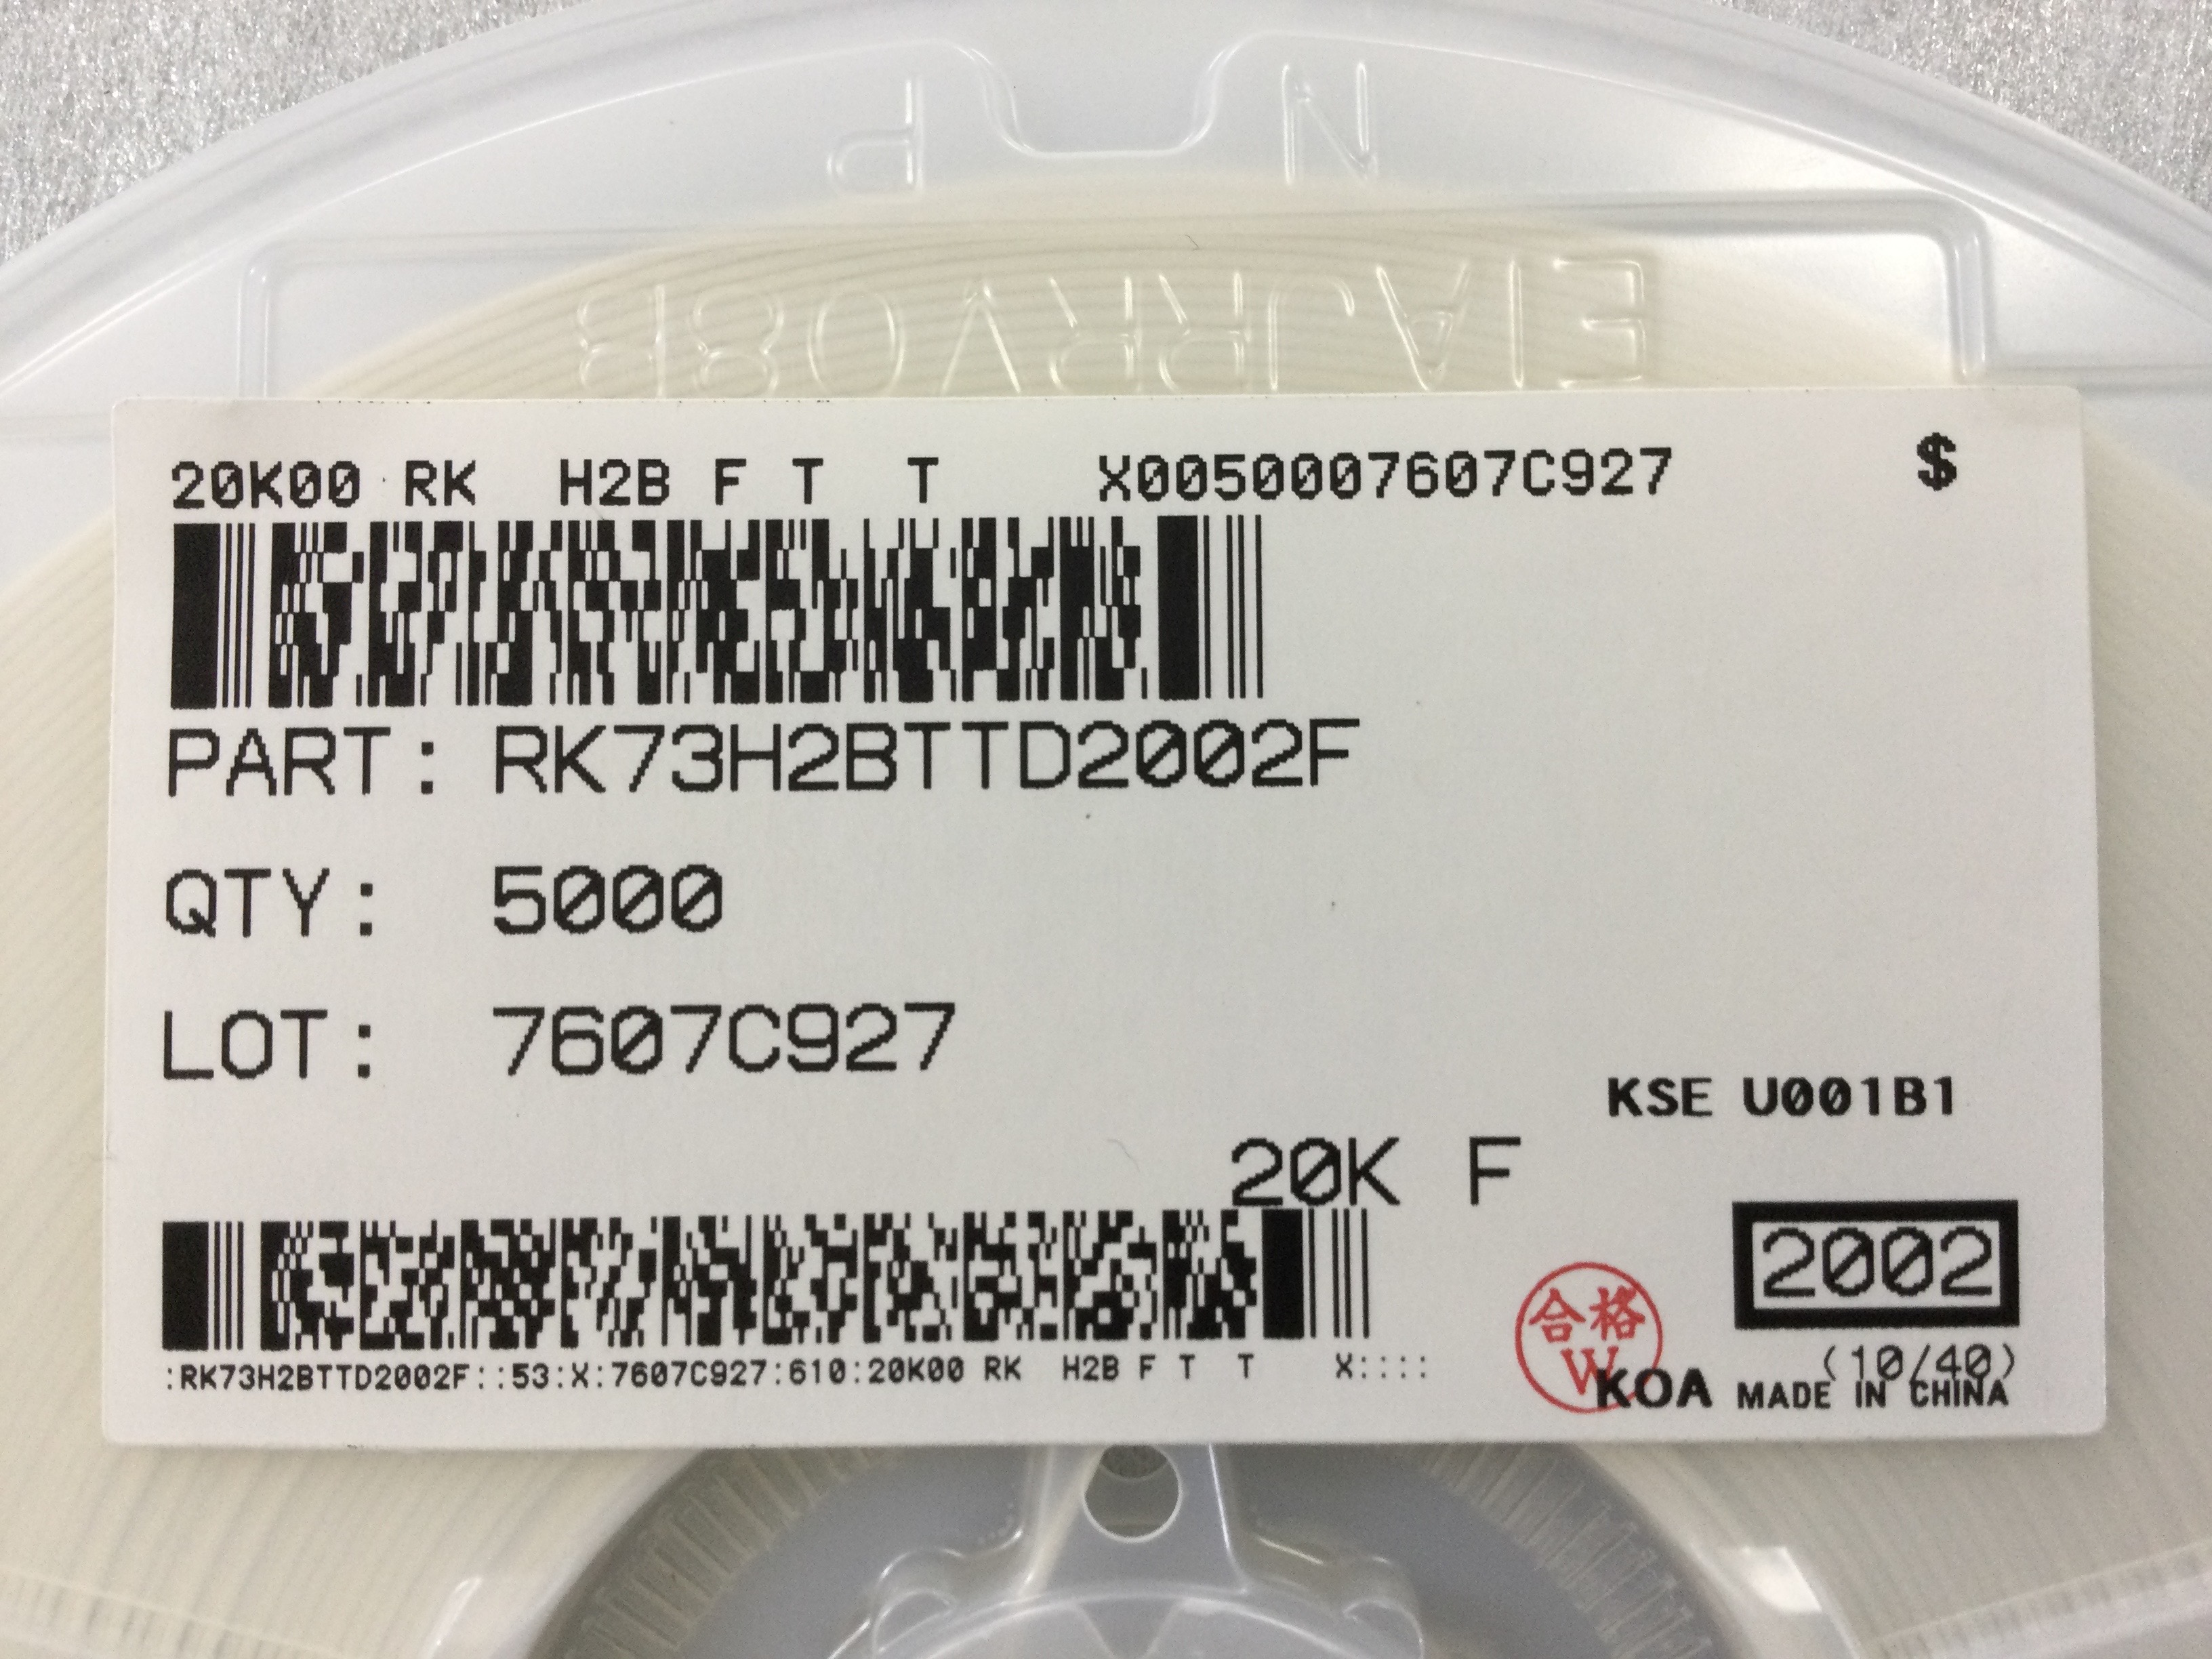 P N
EIAJRRV08B
20K00 RK  H2B F T  T    X0050007607C927 $
PART: RK73H2BTTD2002F
QTY: 5000
LOT: 7607C927
KSE U001B1
20K F
2002
合格
W
(10/40)
:RK73H2BTTD2002F::53:X:7607C927:610:20K00 RK  H2B F T  T    X::::
KOA MADE IN CHINA